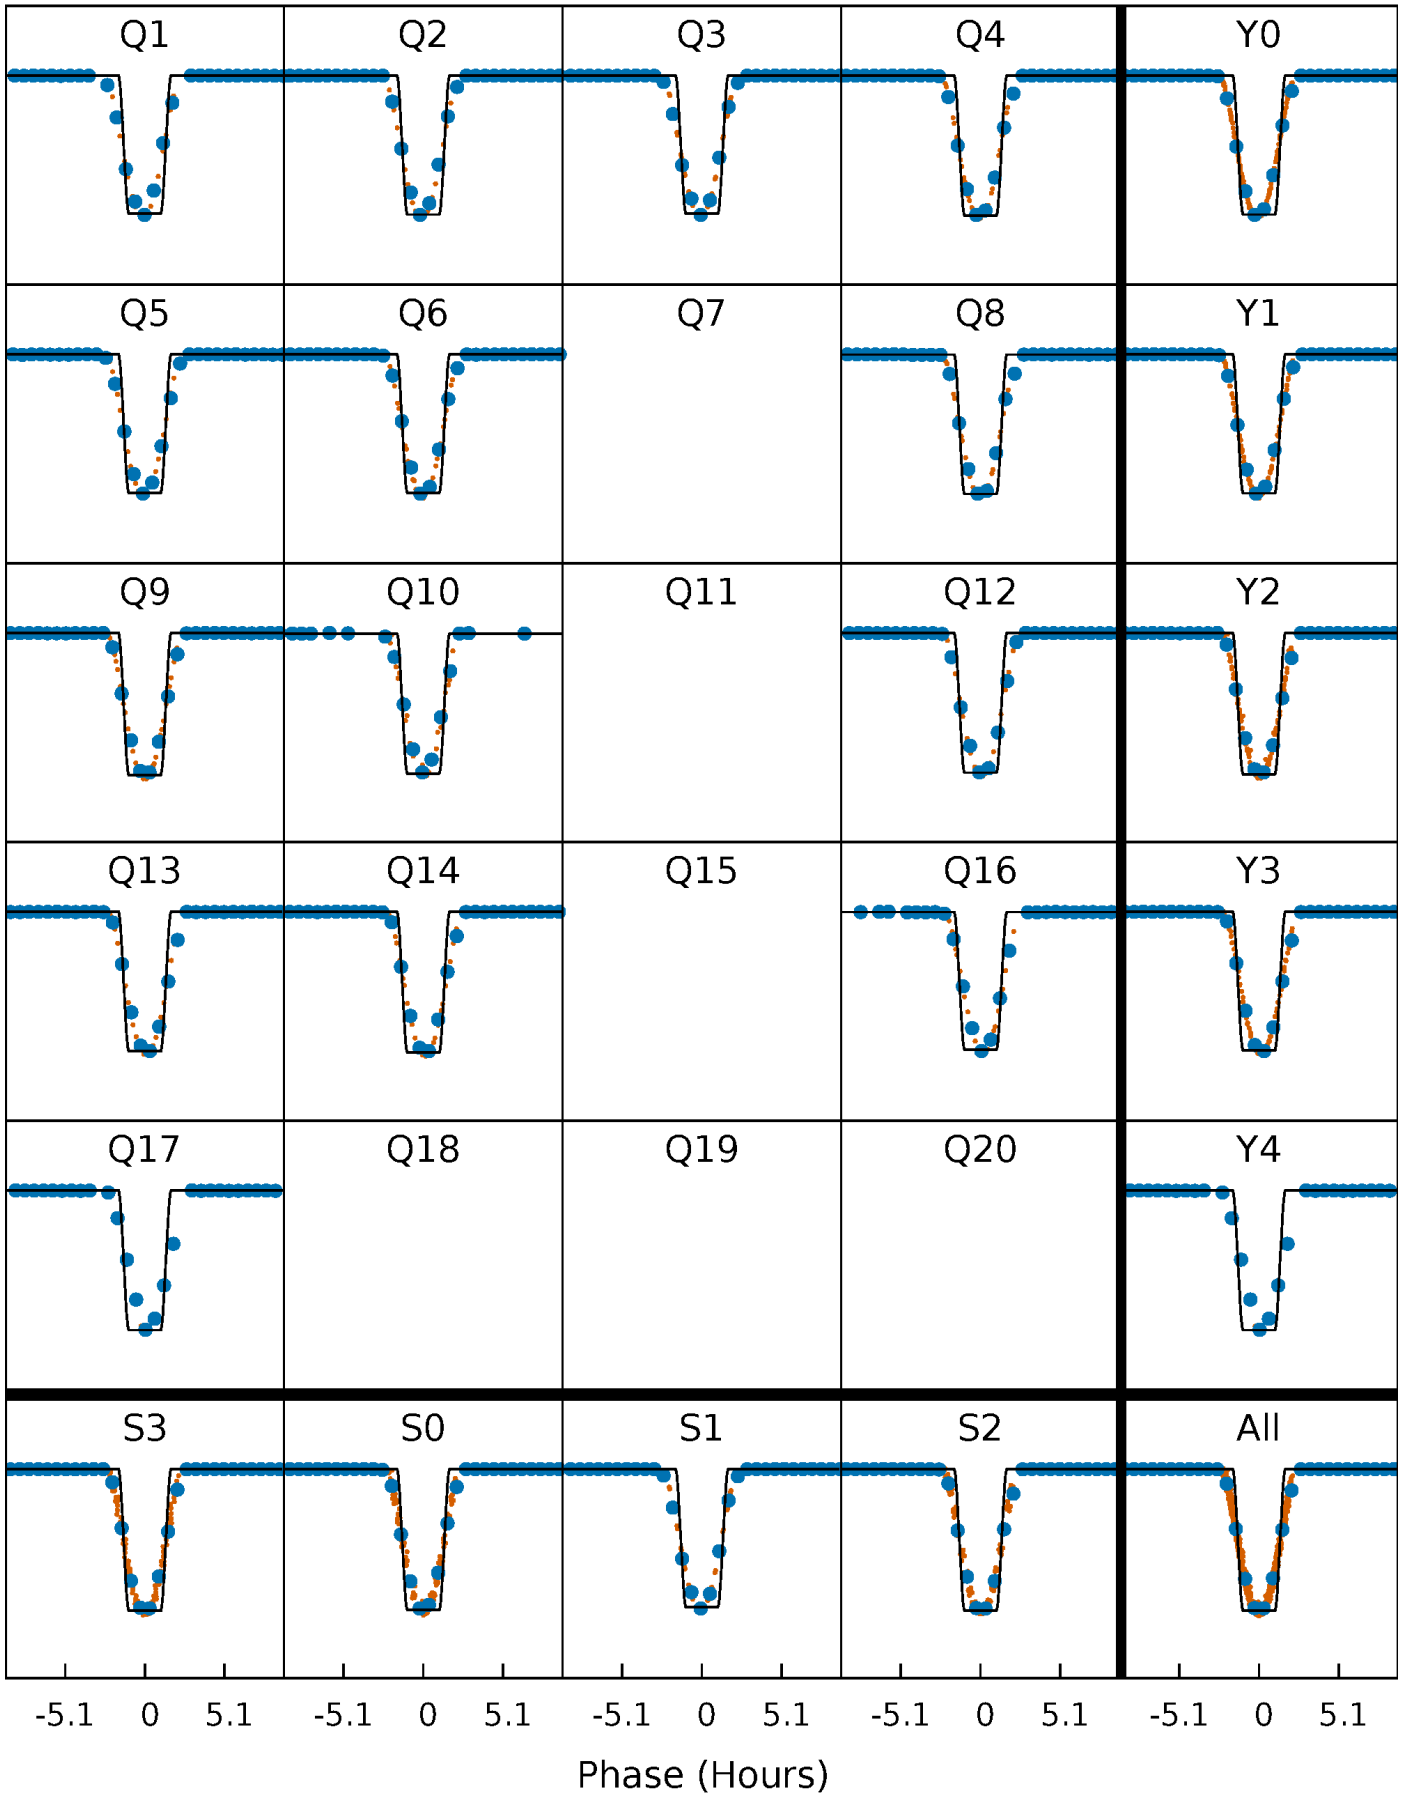 Q1 Q2 Q3 Q4 Y0
Q5 Q6 Q7 Q8 Y1
Q9 Q10 Q11 Q12 Y2
Q13 Q14 Q15 Q16 Y3
Q17 Q18 Q19 Q20 Y4
S3 S0 S1 S2 All
-5.1 0 5.1 -5.1 0 5.1 -5.1 0 5.1 -5.1 0 5.1 -5.1 0 5.1
Phase (Hours)